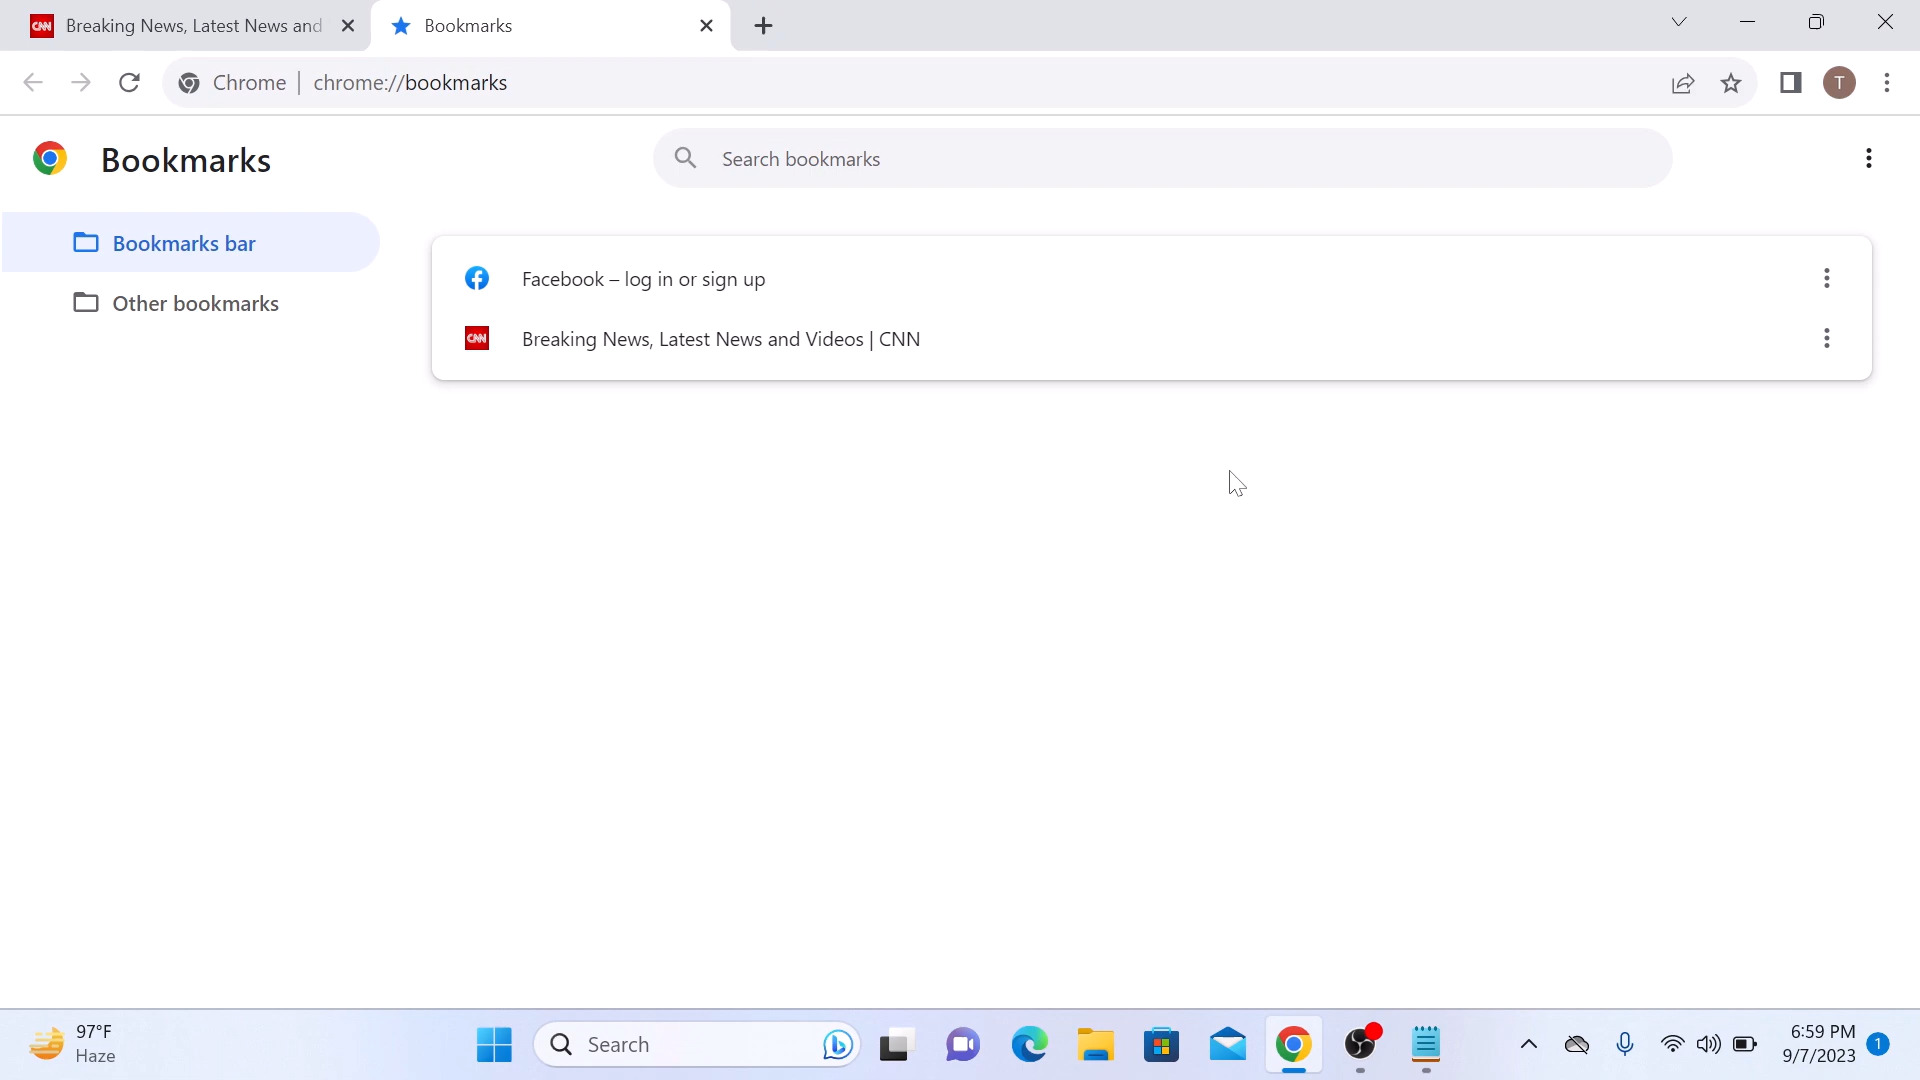 CNN Breaking News, Latest News and
Bookmarks
Chrome | chrome://bookmarks
T
Bookmarks
Search bookmarks
Bookmarks bar
Other bookmarks
Facebook – log in or sign up
CNN Breaking News, Latest News and Videos | CNN
97°F
Haze
Search
6:59 PM
9/7/2023
1